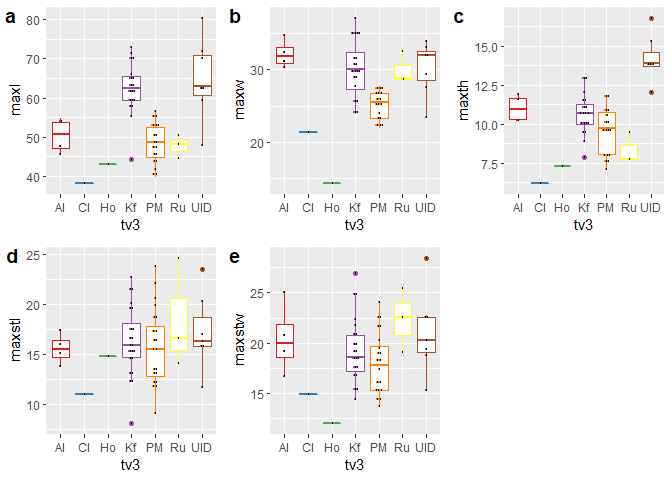 a
maxl
80
70
60
50
40
Al Cl Ho Kf PM Ru UID
tv3
b
maxw
30
20
Al Cl Ho Kf PM Ru UID
tv3
c
maxth
15.0
12.5
10.0
7.5
Al Cl Ho Kf PM Ru UID
tv3
d
maxstl
25
20
15
10
Al Cl Ho Kf PM Ru UID
tv3
e
maxstw
25
20
15
Al Cl Ho Kf PM Ru UID
tv3